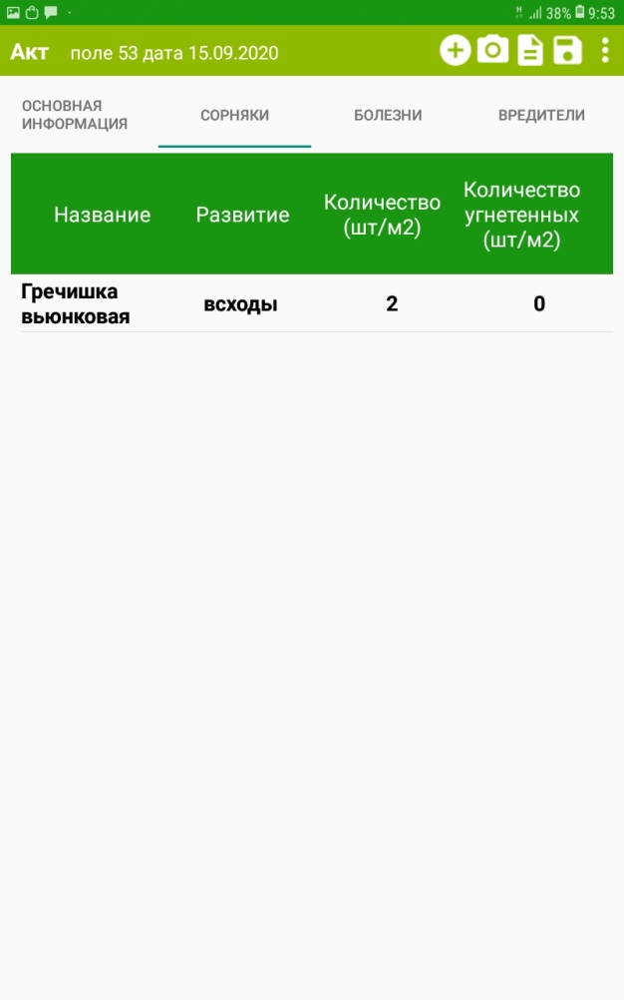 38% 9:53
Акт поле 53 дата 15.09.2020
ОСНОВНАЯ
ИНФОРМАЦИЯ
СОРНЯКИ
БОЛЕЗНИ
ВРЕДИТЕЛИ
Название
Развитие
Количество
(шт/м2)
Количество
угнетенных
(шт/м2)
Гречишка
вьюнковая
всходы
2
0